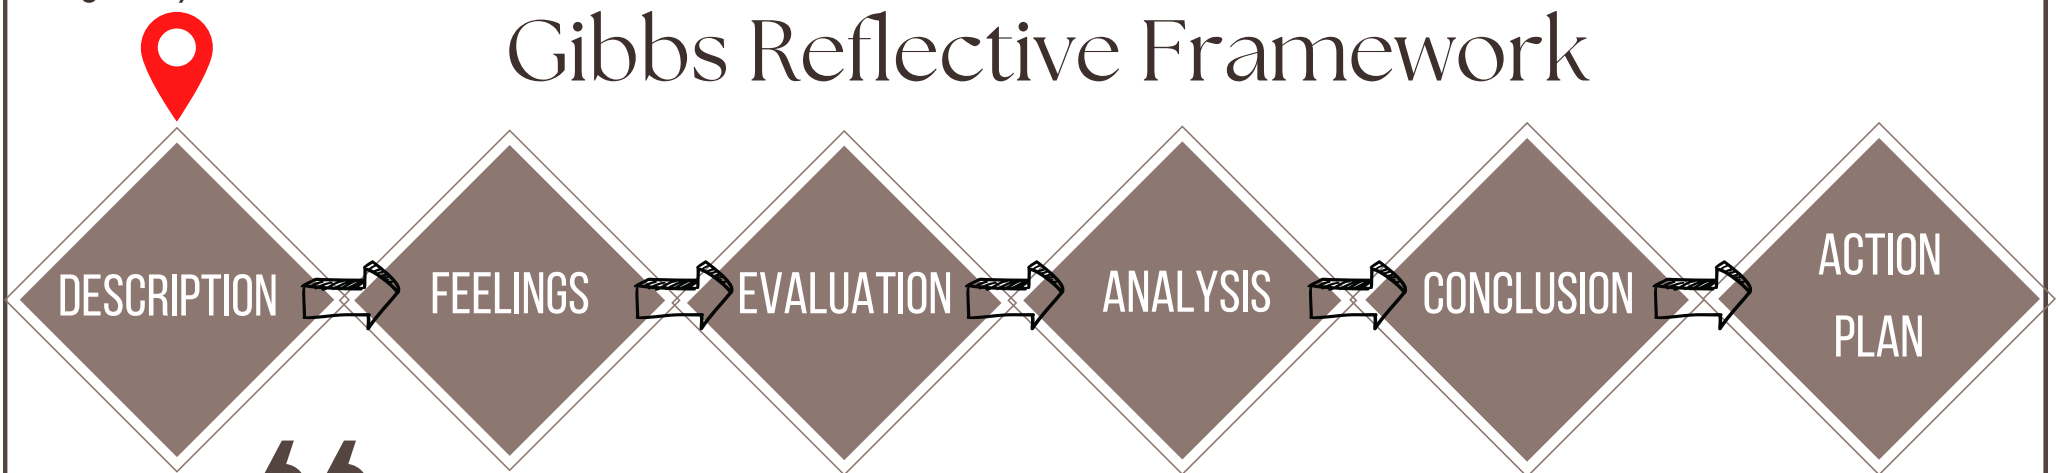 Gibbs Reflective Framework
DESCRIPTION
FEELINGS
EVALUATION
ANALYSIS
CONCLUSION
ACTION
PLAN